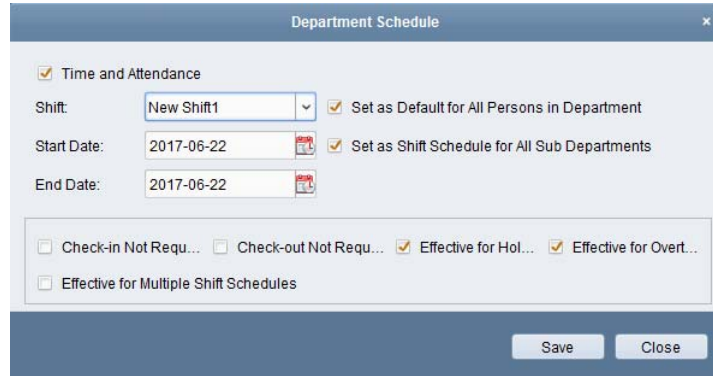 Department Schedule ×
Time and Attendance
Shift: New Shift1 Set as Default for All Persons in Department
Start Date: 2017-06-22 Set as Shift Schedule for All Sub Departments
End Date: 2017-06-22
Check-in Not Requ... Check-out Not Requ... Effective for Hol... Effective for Overt...
Effective for Multiple Shift Schedules
Save Close